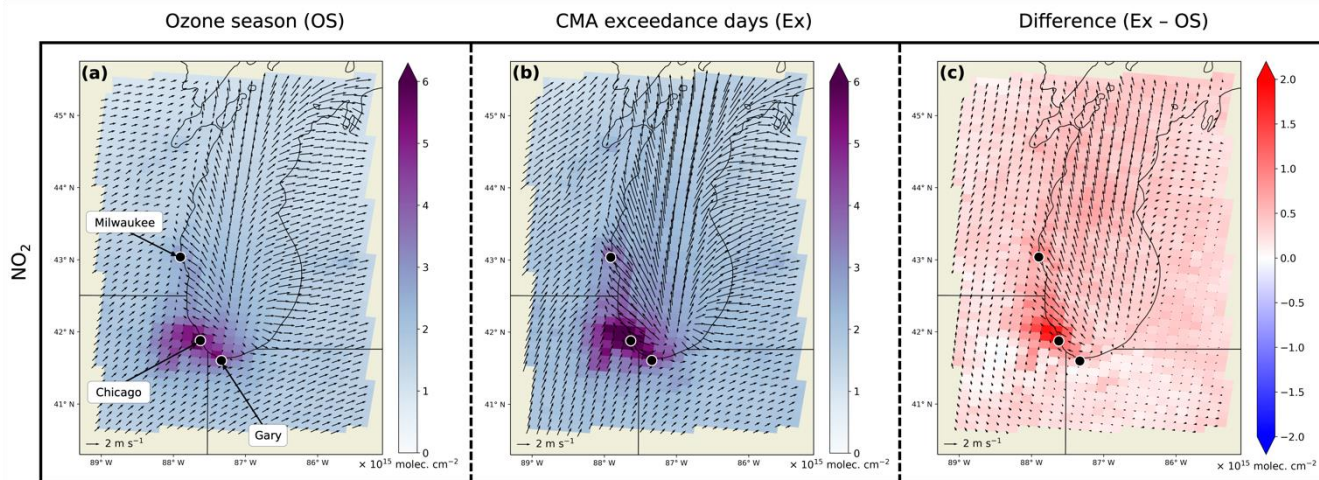 Ozone season (OS)
CMA exceedance days (Ex)
Difference (Ex – OS)
NO₂
(a)
45° N
44° N
43° N
42° N
41° N
89° W
88° W
87° W
86° W
Milwaukee
Chicago
Gary
2 m s⁻¹
6
5
4
3
2
1
0
× 10¹⁵ molec. cm⁻²
(b)
45° N
44° N
43° N
42° N
41° N
89° W
88° W
87° W
86° W
2 m s⁻¹
6
5
4
3
2
1
0
× 10¹⁵ molec. cm⁻²
(c)
45° N
44° N
43° N
42° N
41° N
89° W
88° W
87° W
86° W
2 m s⁻¹
2.0
1.5
1.0
0.5
0.0
−0.5
−1.0
−1.5
−2.0
× 10¹⁵ molec. cm⁻²